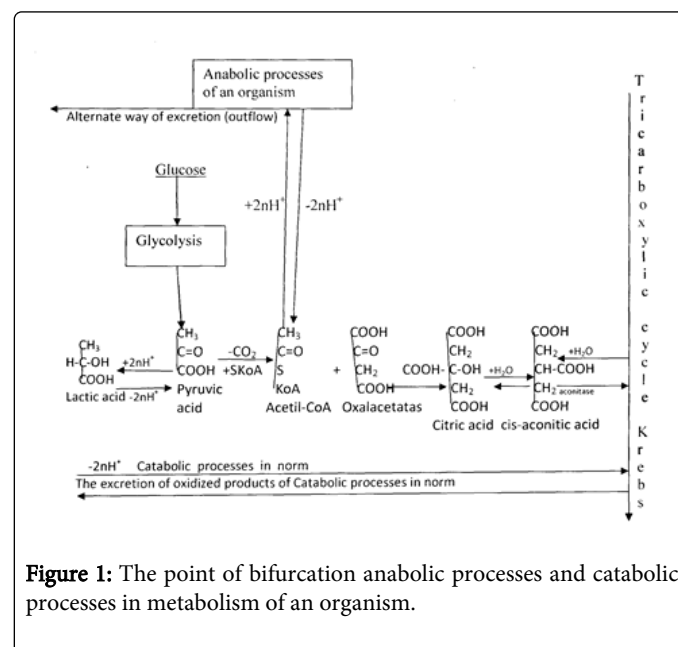 Anabolic processes
of an organism
Alternate way of excretion (outflow)
Glucose
+2nH⁺ -2nH⁺
Glycolysis
CH₃
H-C-OH
COOH
Lactic acid
+2nH⁺
-2nH⁺
CH₃
C=O
COOH
Pyruvic
acid
-CO₂
+SKoA
CH₃
C=O
S
KoA
Acetil-CoA
+
COOH
C=O
CH₂
COOH
Oxalacetatas
COOH
CH₂
COOH-C-OH
CH₂
COOH
Citric acid
+H₂O
COOH
CH₂
CH-COOH
CH₂
COOH
cis-aconitic acid
+H₂O
aconitase
Tricarboxylic cycle Krebs
-2nH⁺ Catabolic processes in norm
The excretion of oxidized products of Catabolic processes in norm
Figure 1: The point of bifurcation anabolic processes and catabolic
processes in metabolism of an organism.